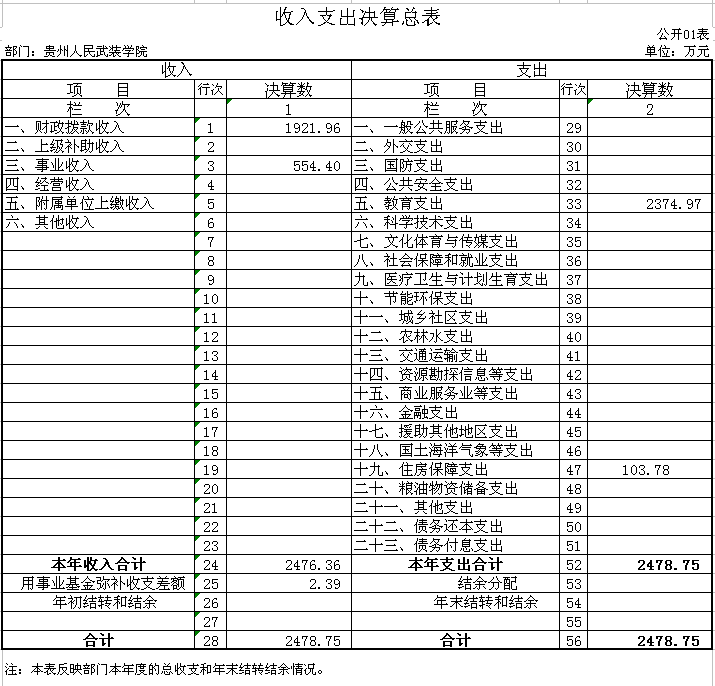 收入支出决算总表
公开01表
部门：贵州人民武装学院 单位：万元
收入 支出
项 目 行次 决算数 项 目 行次 决算数
栏 次 1 栏 次 2
一、财政拨款收入 1 1921.96 一、一般公共服务支出 29
二、上级补助收入 2 二、外交支出 30
三、事业收入 3 554.40 三、国防支出 31
四、经营收入 4 四、公共安全支出 32
五、附属单位上缴收入 5 五、教育支出 33 2374.97
六、其他收入 6 六、科学技术支出 34
7 七、文化体育与传媒支出 35
8 八、社会保障和就业支出 36
9 九、医疗卫生与计划生育支出 37
10 十、节能环保支出 38
11 十一、城乡社区支出 39
12 十二、农林水支出 40
13 十三、交通运输支出 41
14 十四、资源勘探信息等支出 42
15 十五、商业服务业等支出 43
16 十六、金融支出 44
17 十七、援助其他地区支出 45
18 十八、国土海洋气象等支出 46
19 十九、住房保障支出 47 103.78
20 二十、粮油物资储备支出 48
21 二十一、其他支出 49
22 二十二、债务还本支出 50
23 二十三、债务付息支出 51
本年收入合计 24 2476.36 本年支出合计 52 2478.75
用事业基金弥补收支差额 25 2.39 结余分配 53
年初结转和结余 26 年末结转和结余 54
27 55
合计 28 2478.75 合计 56 2478.75
注：本表反映部门本年度的总收支和年末结转结余情况。